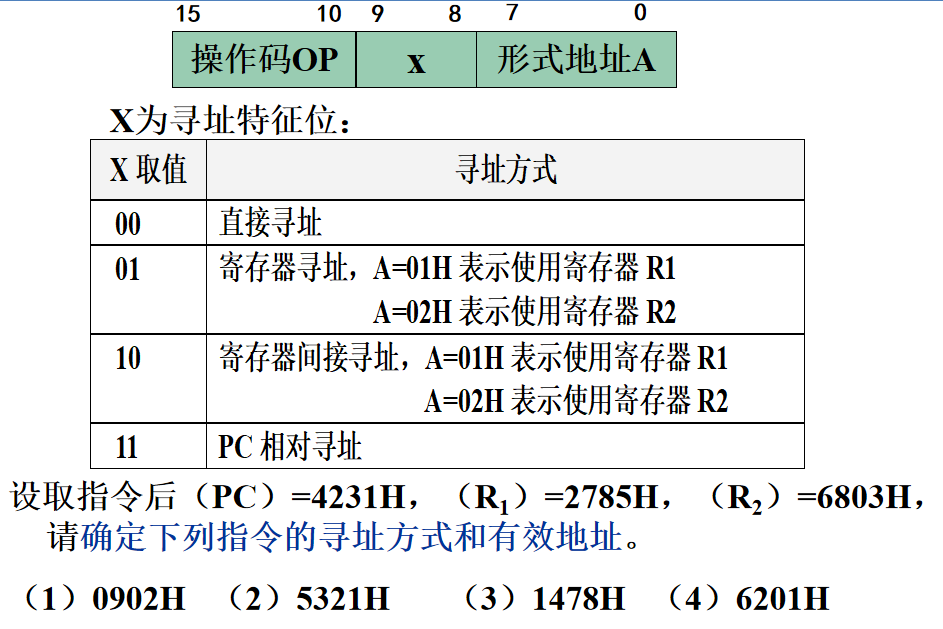 15 10 9 8 7 0
操作码OP x 形式地址A
X为寻址特征位：
X 取值 寻址方式
00 直接寻址
01 寄存器寻址，A=01H 表示使用寄存器 R1
A=02H 表示使用寄存器 R2
10 寄存器间接寻址，A=01H 表示使用寄存器 R1
A=02H 表示使用寄存器 R2
11 PC 相对寻址
设取指令后（PC）=4231H，（R1）=2785H，（R2）=6803H，
请确定下列指令的寻址方式和有效地址。
（1）0902H （2）5321H （3）1478H （4）6201H